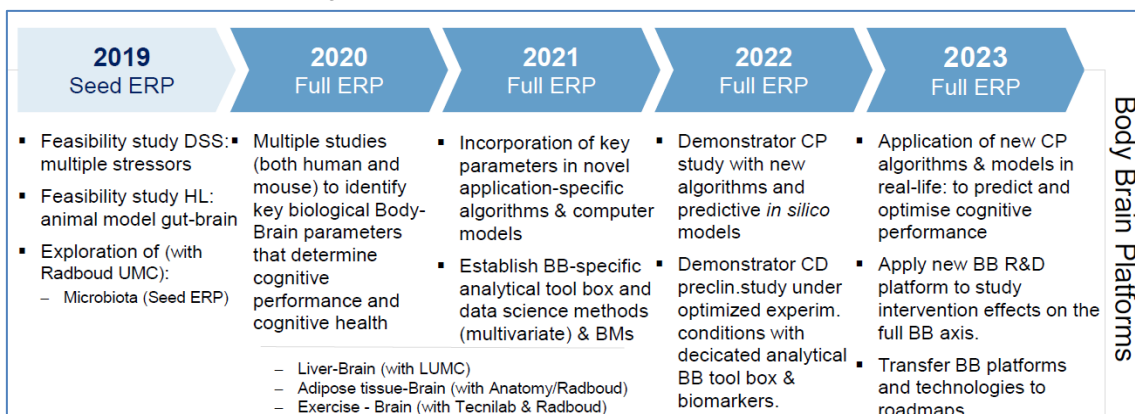 2019
Seed ERP
2020
Full ERP
2021
Full ERP
2022
Full ERP
2023
Full ERP
▪ Feasibility study DSS:
multiple stressors
▪ Feasibility study HL:
animal model gut-brain
▪ Exploration of (with
Radboud UMC):
– Microbiota (Seed ERP)
▪ Multiple studies
(both human and
mouse) to identify
key biological Body-
Brain parameters
that determine
cognitive
performance and
cognitive health
▪ Incorporation of key
parameters in novel
application-specific
algorithms & computer
models
▪ Establish BB-specific
analytical tool box and
data science methods
(multivariate) & BMs
– Liver-Brain (with LUMC)
– Adipose tissue-Brain (with Anatomy/Radboud)
– Exercise - Brain (with Tecnilab & Radboud)
▪ Demonstrator CP
study with new
algorithms and
predictive in silico
models
▪ Demonstrator CD
preclin.study under
optimized experim.
conditions with
decicated analytical
BB tool box &
biomarkers.
▪ Application of new CP
algorithms & models in
real-life: to predict and
optimise cognitive
performance
▪ Apply new BB R&D
platform to study
intervention effects on the
full BB axis.
▪ Transfer BB platforms
and technologies to
roadmaps
Body Brain Platforms